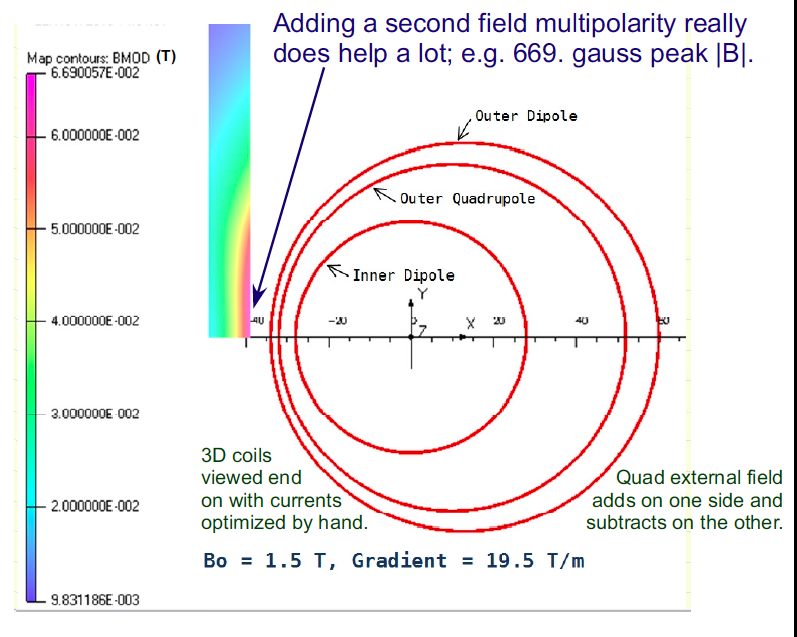 Adding a second field multipolarity really
does help a lot; e.g. 669. gauss peak |B|.
Map contours: BMOD (T)
6.690057E-002
6.000000E-002
5.000000E-002
4.000000E-002
3.000000E-002
2.000000E-002
9.831186E-003
Outer Dipole
Outer Quadrupole
Inner Dipole
Y
X
Z
-40
-20
20
40
60
3D coils
viewed end
on with currents
optimized by hand.
Quad external field
adds on one side and
subtracts on the other.
Bo = 1.5 T, Gradient = 19.5 T/m